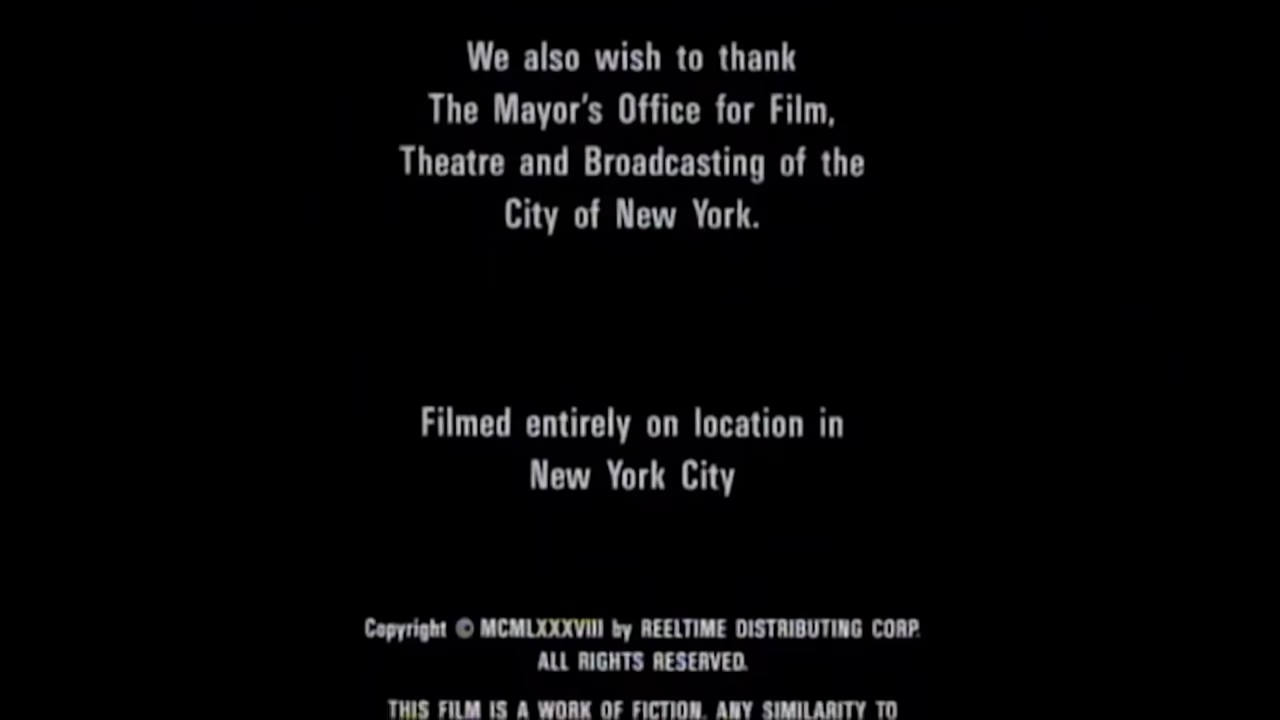 We also wish to thank
The Mayor's Office for Film,
Theatre and Broadcasting of the
City of New York.
Filmed entirely on location in
New York City
Copyright © MCMLXXXVIII by REELTIME DISTRIBUTING CORP.
ALL RIGHTS RESERVED.
THIS FILM IS A WORK OF FICTION. ANY SIMILARITY TO